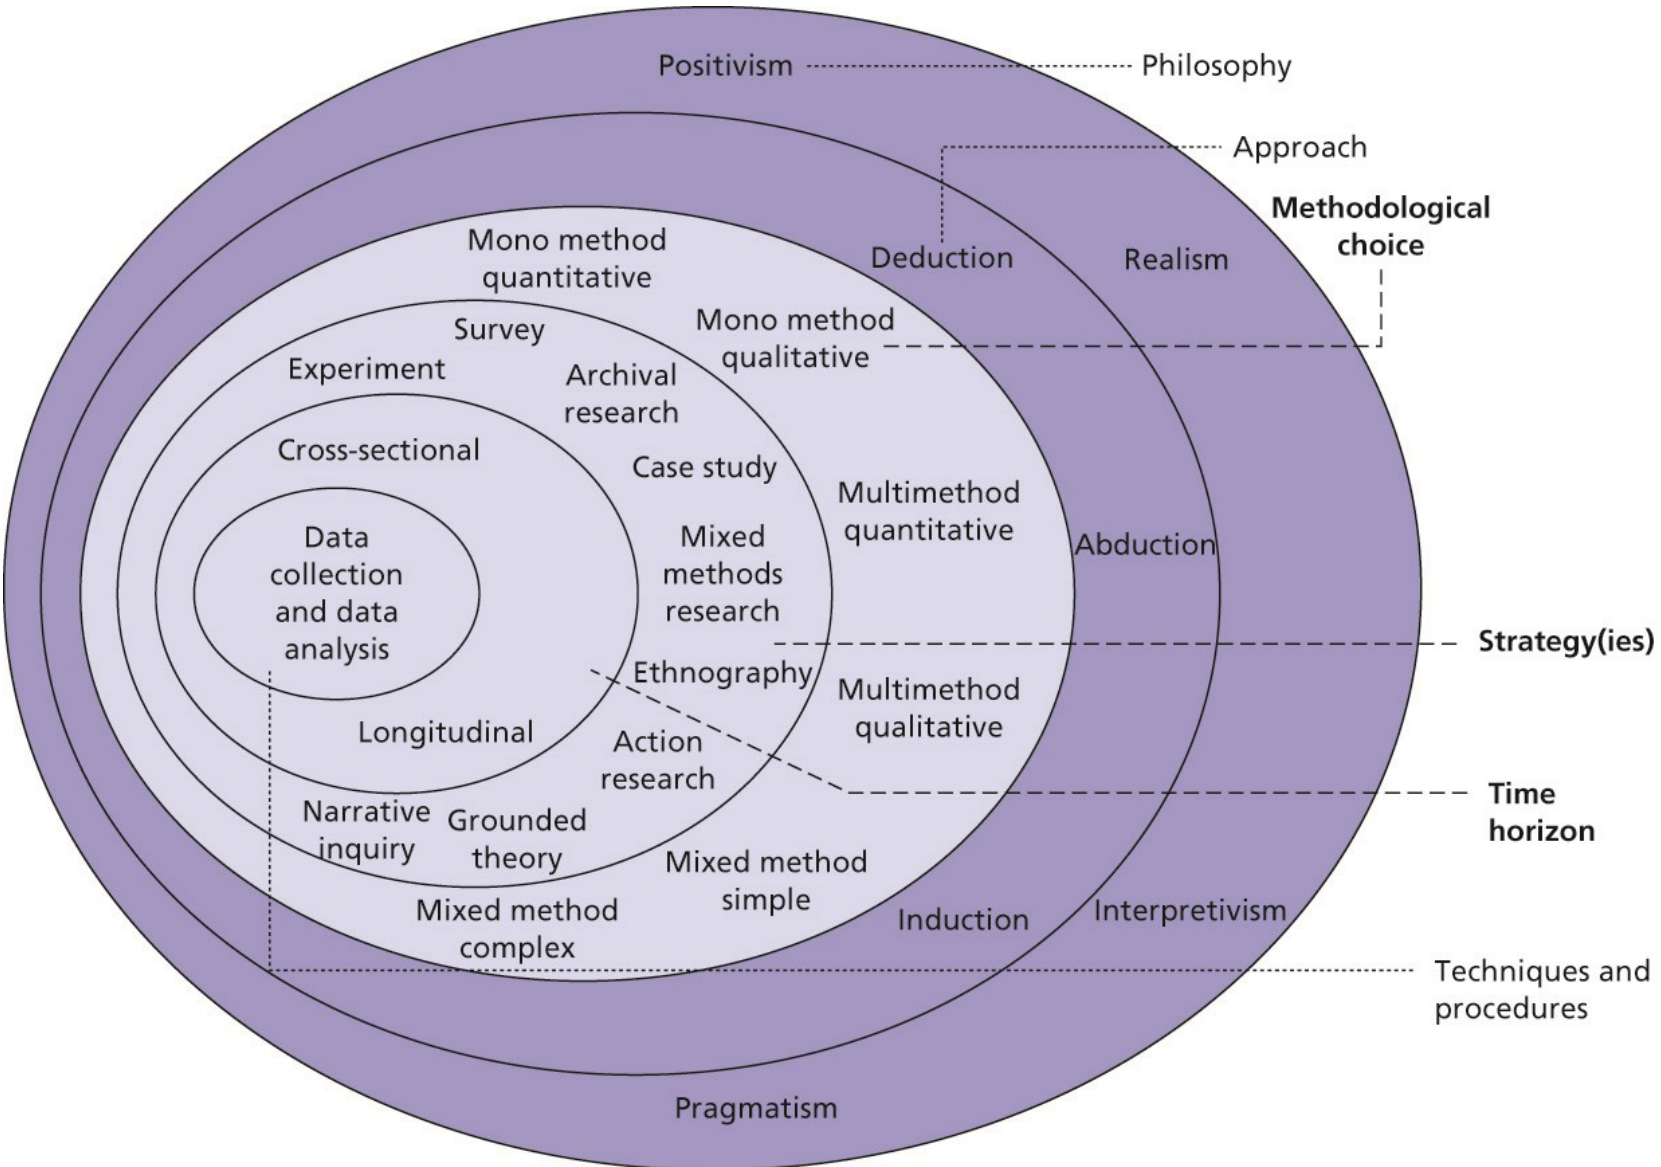 Positivism
Philosophy
Approach
Methodological
choice
Mono method
quantitative
Deduction
Realism
Mono method
qualitative
Survey
Experiment
Archival
research
Cross-sectional
Case study
Multimethod
quantitative
Data
collection
and data
analysis
Mixed
methods
research
Abduction
Strategy(ies)
Ethnography
Multimethod
qualitative
Longitudinal
Action
research
Time
horizon
Narrative
inquiry
Grounded
theory
Mixed method
simple
Mixed method
complex
Induction
Interpretivism
Techniques and
procedures
Pragmatism